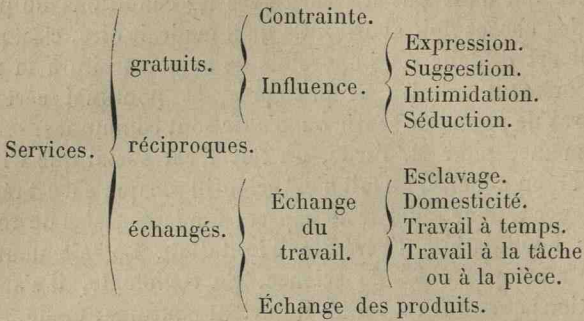 Contrainte.
Expression.
gratuits.
Suggestion.
Influence.
Intimidation.
Séduction.
Services.
réciproques.
Esclavage.
Échange
Domesticité.
échangés.
du
Travail à temps.
travail.
Travail à la tâche
ou à la pièce.
Échange des produits.